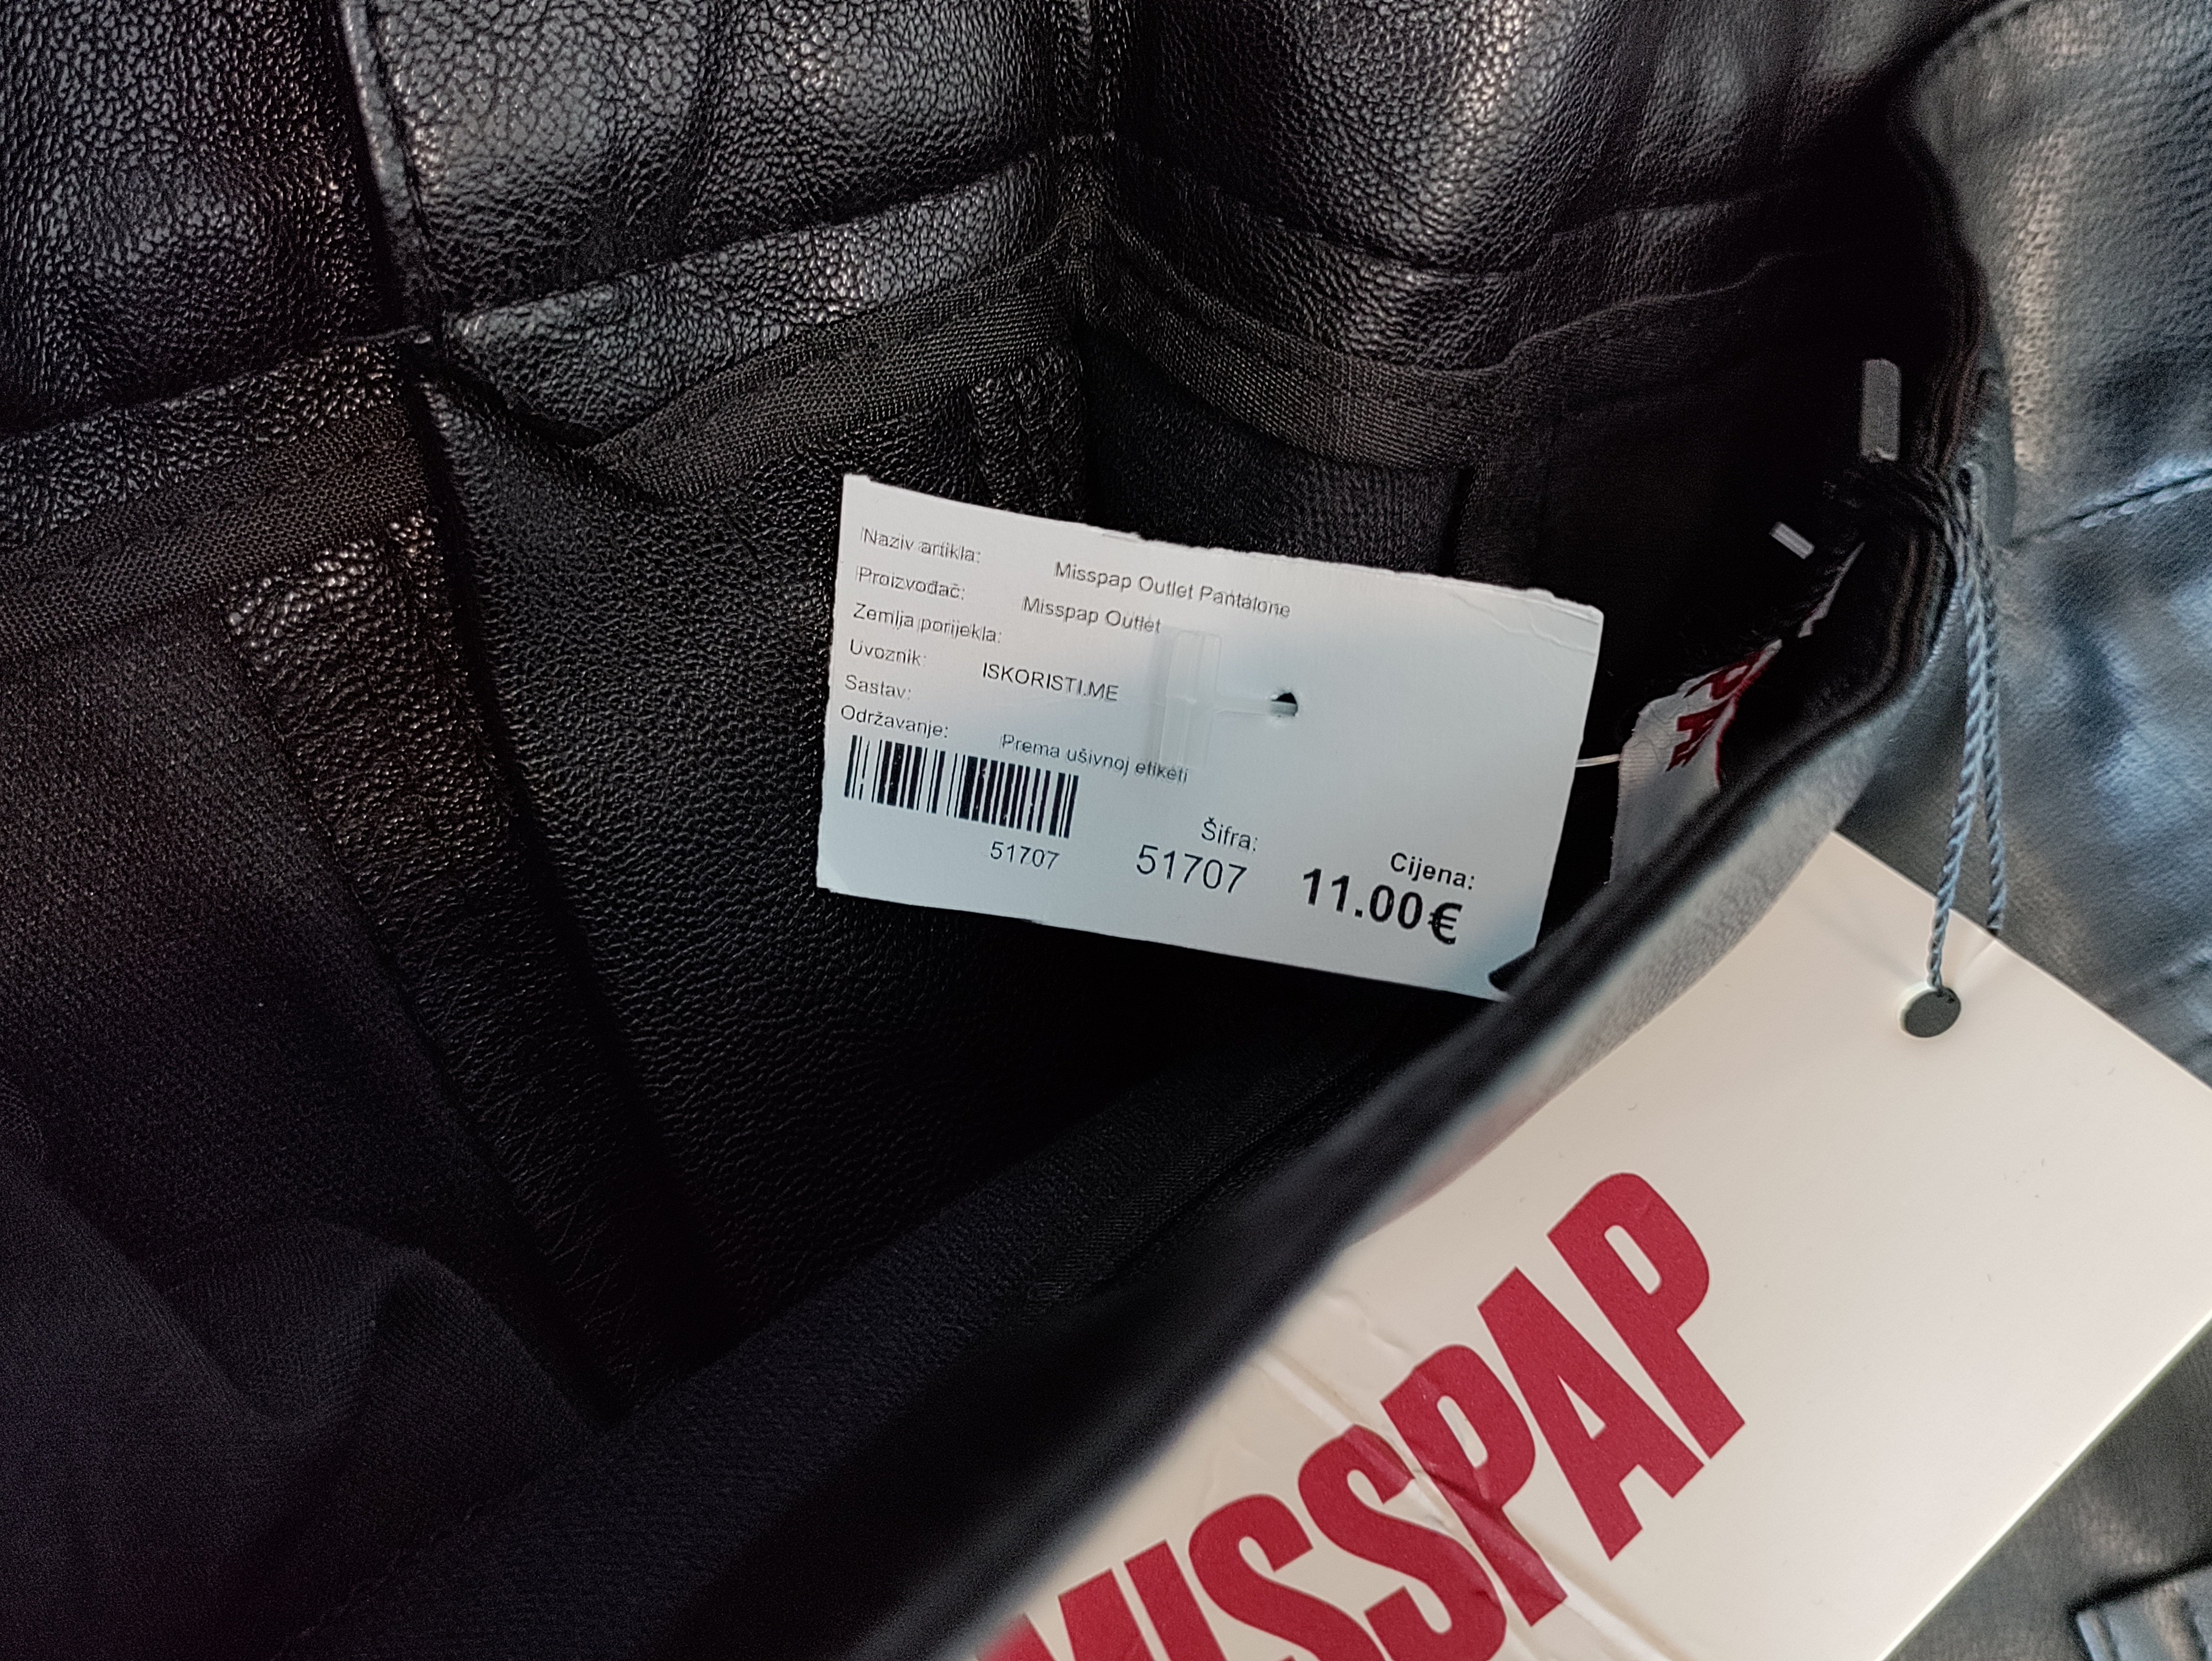 Naziv artikla: Misspap Outlet Pantalone
Proizvođač: Misspap Outlet
Zemlja porijekla:
Uvoznik: ISKORISTI.ME
Sastav:
Održavanje: Prema ušivnoj etiketi
51707
Šifra:
51707
Cijena:
11.00€
PA
MISSPAP